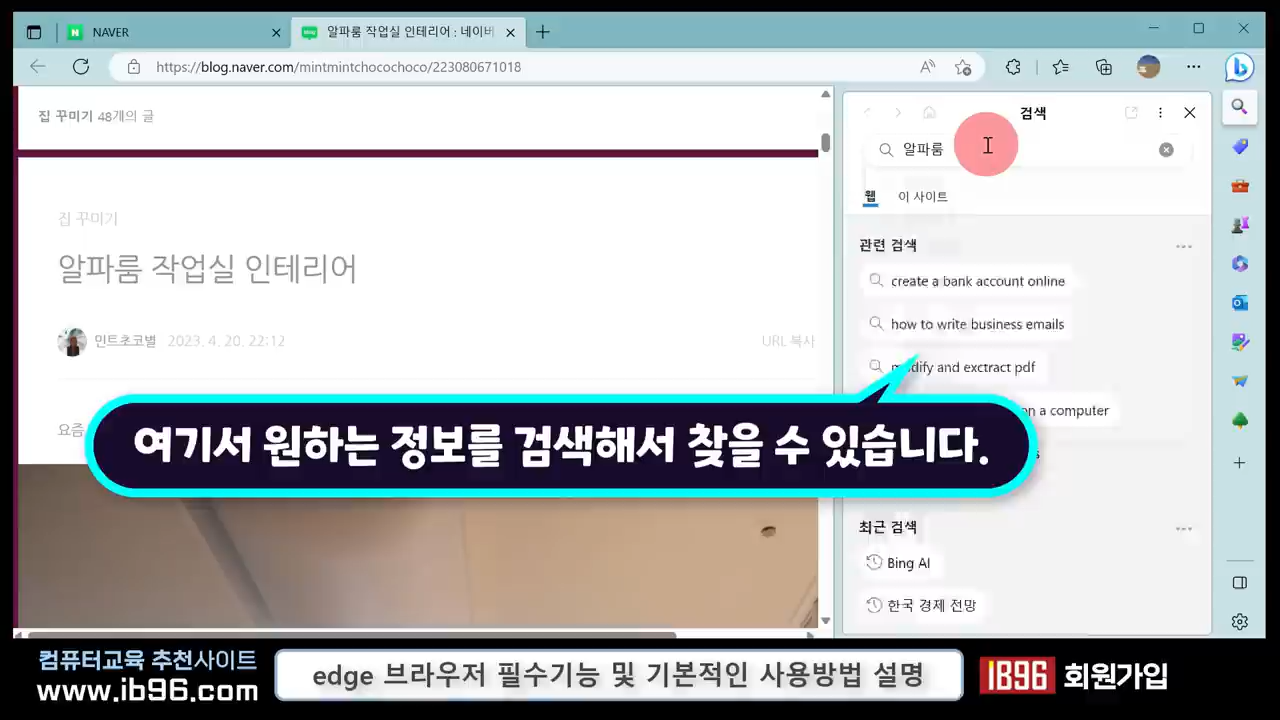 NAVER
알파룸 작업실 인테리어 : 네이버
https://blog.naver.com/mintmintchocochoco/223080671018
집 꾸미기 48개의 글
집 꾸미기
알파룸 작업실 인테리어
민트초코별 2023. 4. 20. 22:12
URL 복사
요즘
검색
알파룸
웹 이 사이트
관련 검색
create a bank account online
how to write business emails
and exctract pdf
on a computer
여기서 원하는 정보를 검색해서 찾을 수 있습니다.
최근 검색
Bing AI
한국 경제 전망
컴퓨터교육 추천사이트
www.ib96.com
edge 브라우저 필수기능 및 기본적인 사용방법 설명
IB96 회원가입